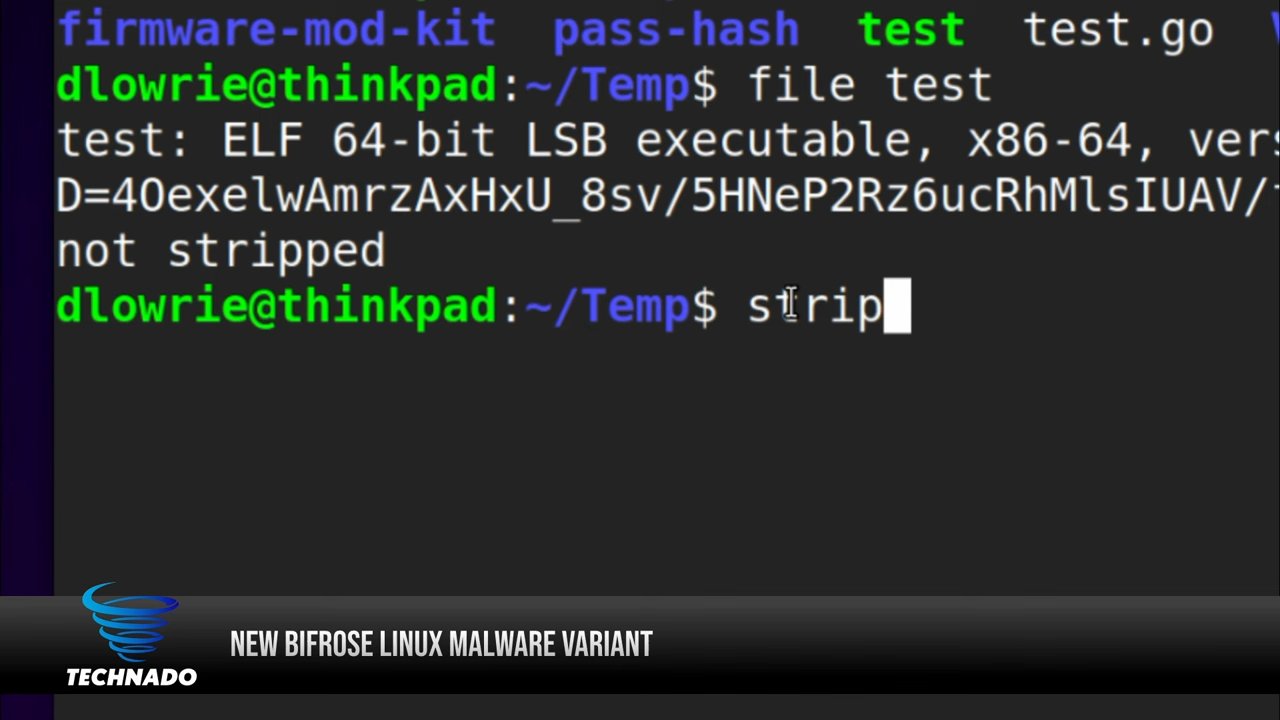 firmware-mod-kit pass-hash test test.go
dlowrie@thinkpad:~/Temp$ file test
test: ELF 64-bit LSB executable, x86-64, vers
D=4OexelwAmrzAxHxU_8sv/5HNeP2Rz6ucRhMlsIUAV/
not stripped
dlowrie@thinkpad:~/Temp$ strip
NEW BIFROSE LINUX MALWARE VARIANT
TECHNADO